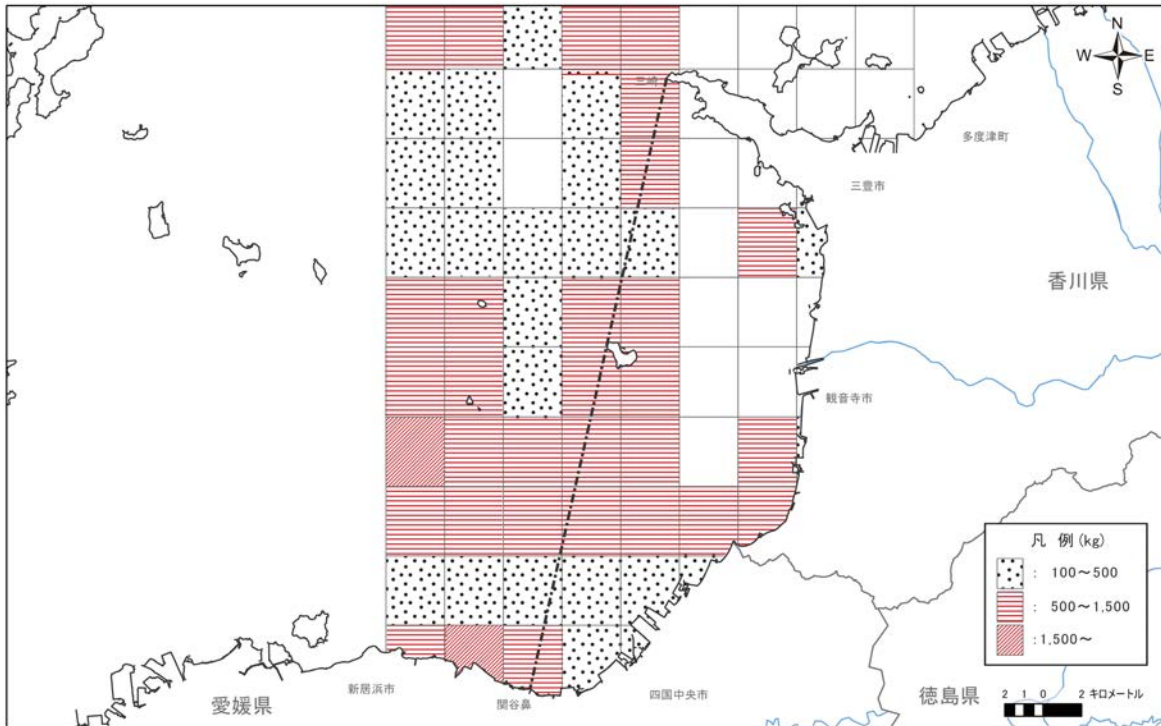 N
W E
S
三崎
多度津町
三豊市
香川県
観音寺市
凡 例 (kg)
: 100～500
: 500～1,500
:1,500～
新居浜市
愛媛県
関谷鼻
四国中央市
徳島県
2 1 0 2 キロメートル